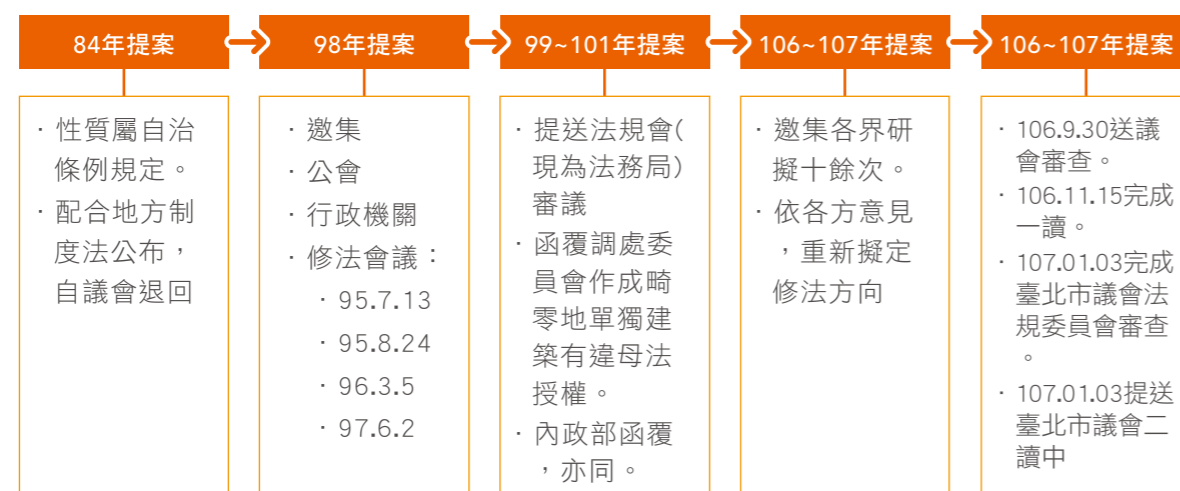 84年提案
· 性質屬自治
條例規定。
· 配合地方制
度法公布，
自議會退回
98年提案
· 邀集
· 公會
· 行政機關
· 修法會議：
· 95.7.13
· 95.8.24
· 96.3.5
· 97.6.2
99~101年提案
· 提送法規會(
現為法務局)
審議
· 函覆調處委
員會作成畸
零地單獨建
築有違母法
授權。
· 內政部函覆
，亦同。
106~107年提案
· 邀集各界研
擬十餘次。
· 依各方意見
，重新擬定
修法方向
106~107年提案
· 106.9.30送議
會審查。
· 106.11.15完成
一讀。
· 107.01.03完成
臺北市議會法
規委員會審查
。
· 107.01.03提送
臺北市議會二
讀中